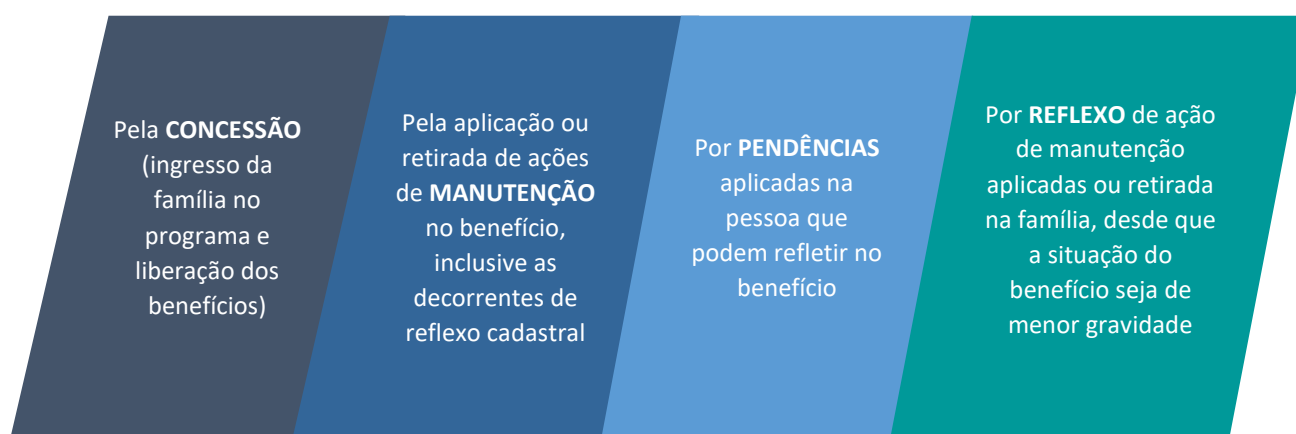 Pela CONCESSÃO
(ingresso da
família no
programa e
liberação dos
benefícios)
Pela aplicação ou
retirada de ações
de MANUTENÇÃO
no benefício,
inclusive as
decorrentes de
reflexo cadastral
Por PENDÊNCIAS
aplicadas na
pessoa que
podem refletir no
benefício
Por REFLEXO de ação
de manutenção
aplicadas ou retirada
na família, desde que
a situação do
benefício seja de
menor gravidade